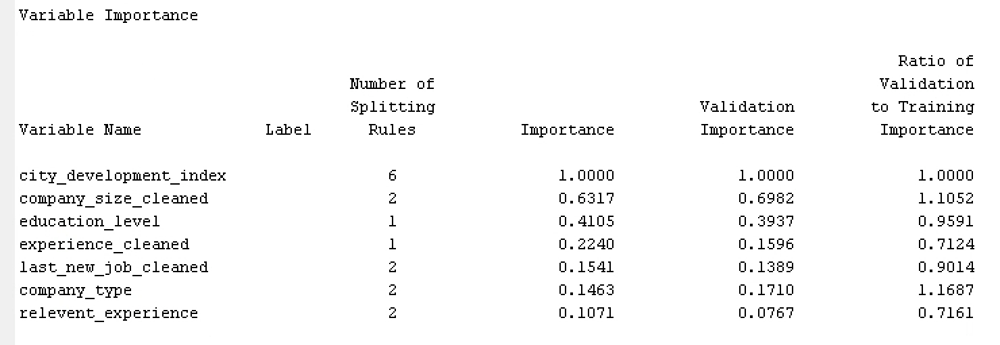 Variable Importance
Ratio of
Number of Validation
Splitting Validation to Training
Variable Name Label Rules Importance Importance Importance
city_development_index 6 1.0000 1.0000 1.0000
company_size_cleaned 2 0.6317 0.6982 1.1052
education_level 1 0.4105 0.3937 0.9591
experience_cleaned 1 0.2240 0.1596 0.7124
last_new_job_cleaned 2 0.1541 0.1389 0.9014
company_type 2 0.1463 0.1710 1.1687
relevent_experience 2 0.1071 0.0767 0.7161